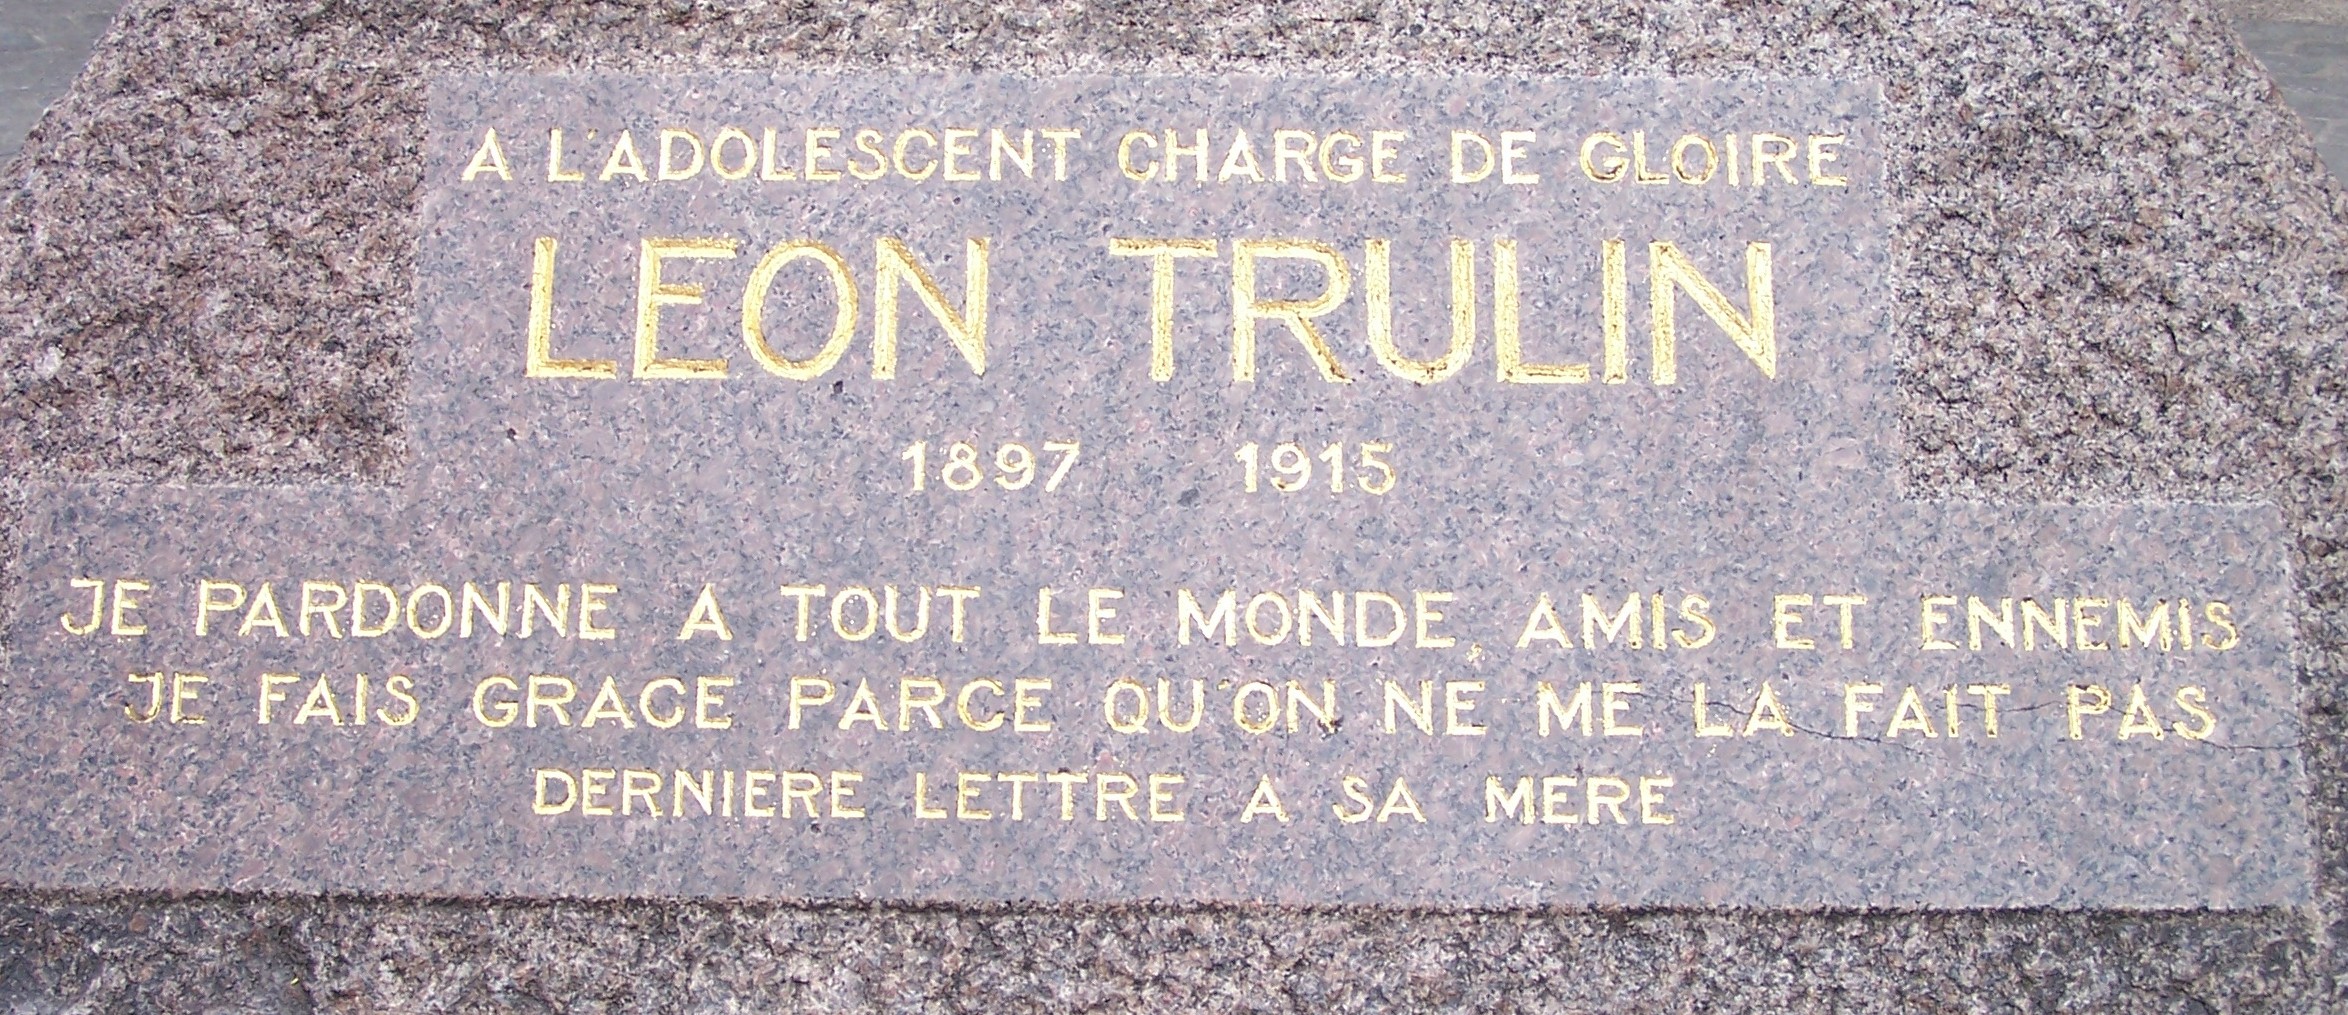 A L'ADOLESCENT CHARGE DE GLOIRE
LEON TRULIN
1897 1915
JE PARDONNE A TOUT LE MONDE, AMIS ET ENNEMIS
JE FAIS GRACE PARCE QU'ON NE ME LA FAIT PAS
DERNIERE LETTRE A SA MERE